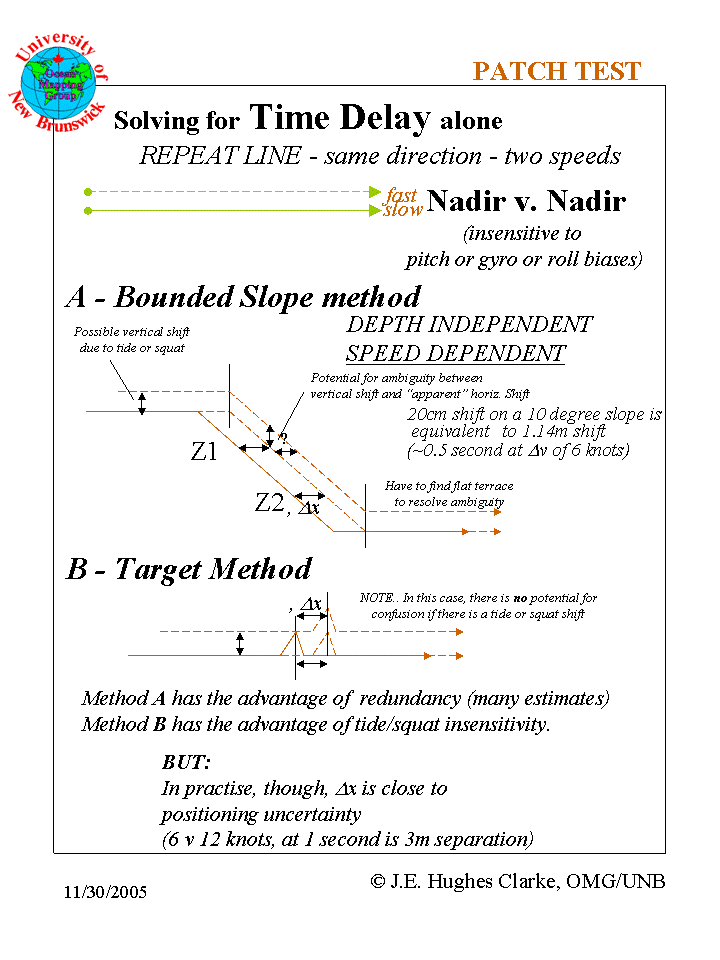 University of
Ocean
Mapping
Group
New Brunswick
PATCH TEST
Solving for Time Delay alone
REPEAT LINE - same direction - two speeds
fast
slow
Nadir v. Nadir
(insensitive to
pitch or gyro or roll biases)
A - Bounded Slope method
Possible vertical shift
due to tide or squat
DEPTH INDEPENDENT
SPEED DEPENDENT
Potential for ambiguity between
vertical shift and “apparent” horiz. Shift
20cm shift on a 10 degree slope is
equivalent to 1.14m shift
(~0.5 second at Δv of 6 knots)
?
Z1
Z2 , Δx
Have to find flat terrace
to resolve ambiguity
B - Target Method
, Δx
NOTE.. In this case, there is no potential for
confusion if there is a tide or squat shift
Method A has the advantage of redundancy (many estimates)
Method B has the advantage of tide/squat insensitivity.
BUT:
In practise, though, Δx is close to
positioning uncertainty
(6 v 12 knots, at 1 second is 3m separation)
© J.E. Hughes Clarke, OMG/UNB
11/30/2005